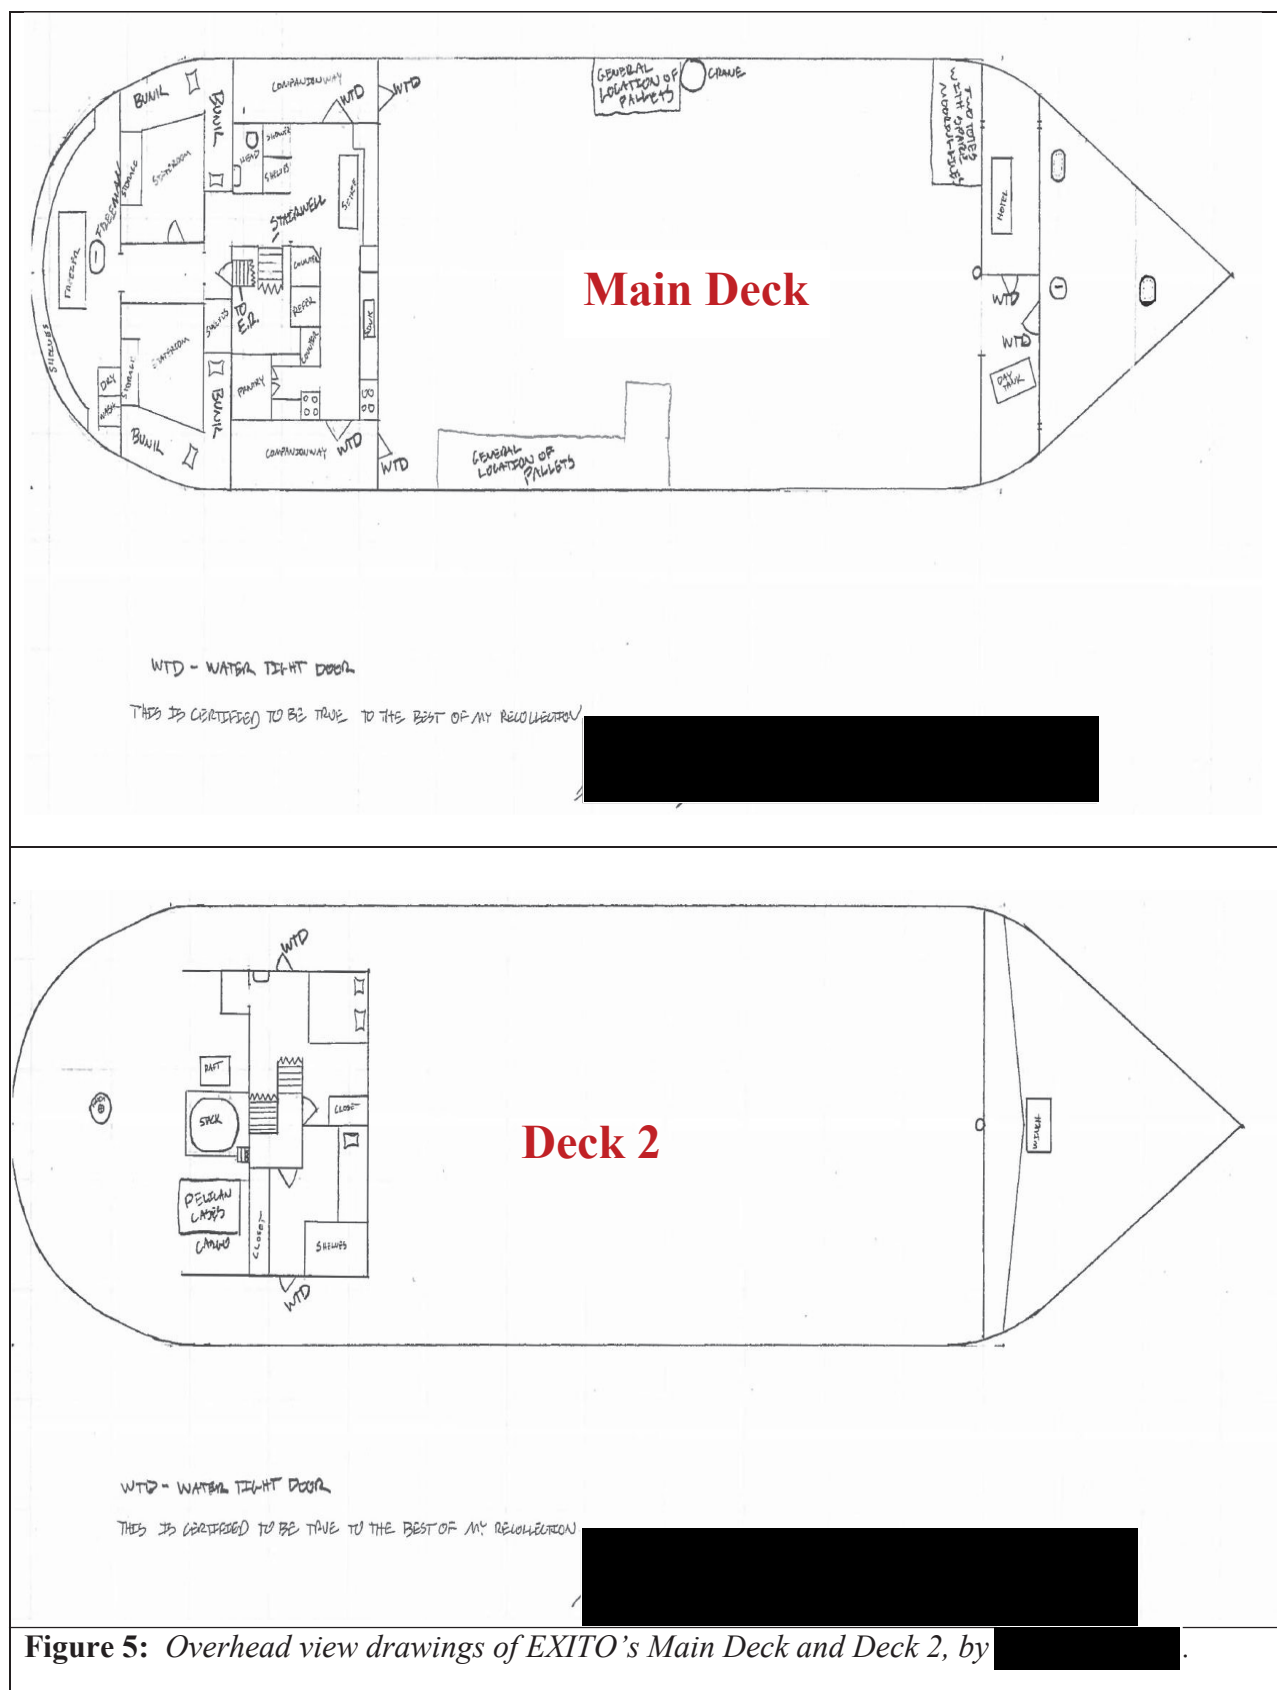 COMPANIONWAY
WTD
WTD
GENERAL
LOCATION OF
PALLETS
CRANE
TWO TOTES
WITH SPARE
BUNK
BUNK
STATEROOM
STORAGE
HEAD
SHOWER
SHELVES
SETTEE
STAIRWELL
HOTEL
FREEMAN
FREEZER
SHELVES
TO
E.R.
COUNTER
REFER
COUNTER
SHELVES
Main Deck
WTD
WTD
STATEROOM
STORAGE
DRY
WASH
PANTRY
BUNK
BUNK
DAY
TANK
COMPANIONWAY
WTD
WTD
GENERAL
LOCATION OF
PALLETS
WTD - WATER TIGHT DOOR
THIS IS CERTIFIED TO BE TRUE TO THE BEST OF MY RECOLLECTION
WTD
RAFT
STACK
CLOSET
WINCH
Deck 2
PELICAN
CASES
CARGO
CLOSET
SHELVES
WTD
WTD - WATER TIGHT DOOR
THIS IS CERTIFIED TO BE TRUE TO THE BEST OF MY RECOLLECTION
Figure 5: Overhead view drawings of EXITO's Main Deck and Deck 2, by .